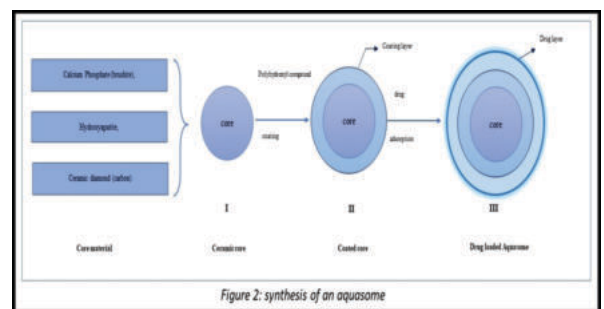 Coating layer
Drug layer
Calcium Phosphate (brushite),
Polyhydroxyl compound
drug
Hydroxyapatite,
core
core
core
coating
adsorption
Ceramic diamond (carbon)
I
II
III
Core material
Ceramic core
Coated core
Drug loaded Aquasome
Figure 2: synthesis of an aquasome